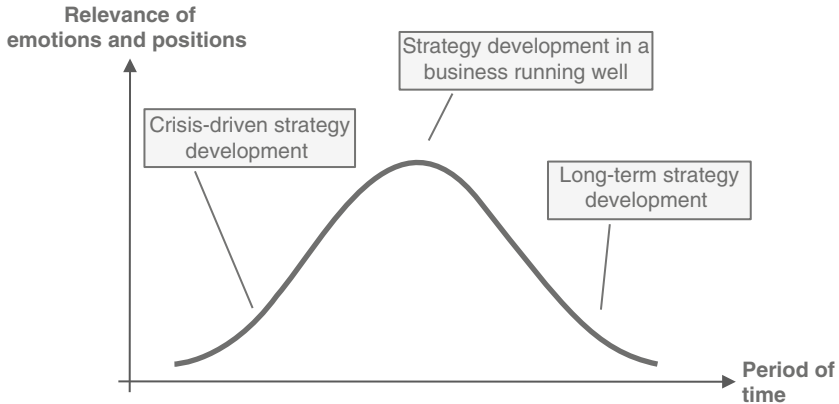 Relevance of
emotions and positions
Strategy development in a
business running well
Crisis-driven strategy
development
Long-term strategy
development
Period of
time